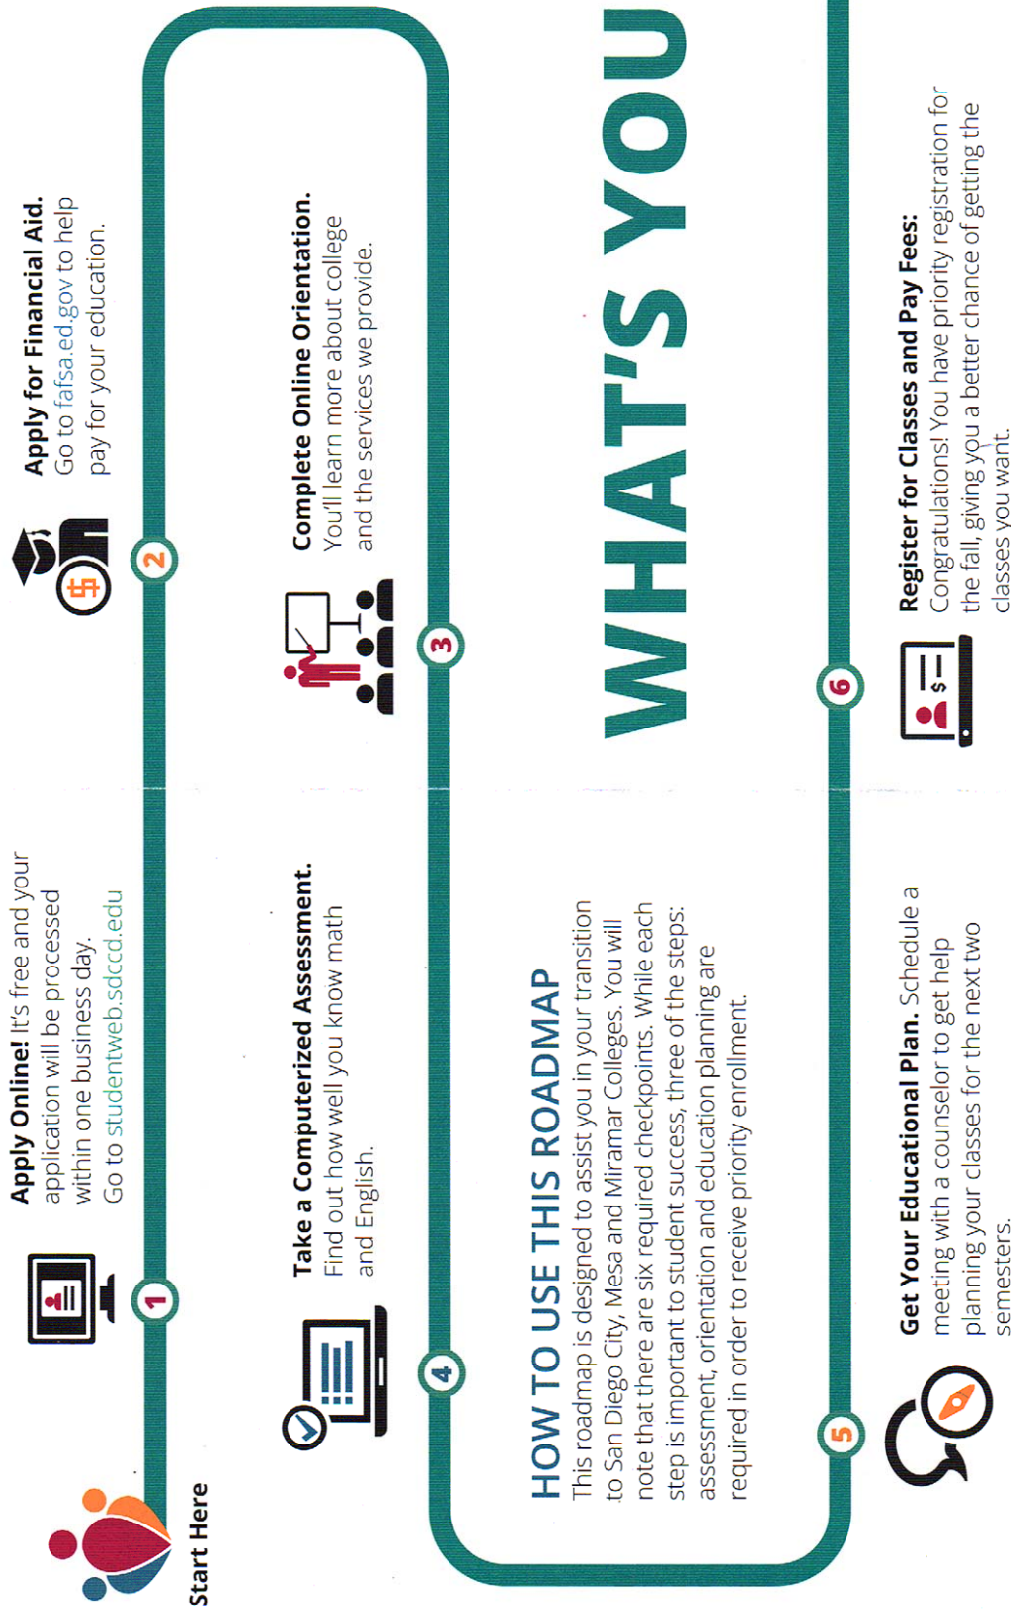 Start Here
1
Apply Online! It's free and your
application will be processed
within one business day.
Go to studentweb.sdccd.edu
2
Apply for Financial Aid.
Go to fafsa.ed.gov to help
pay for your education.
$
3
Complete Online Orientation.
You'll learn more about college
and the services we provide.
4
Take a Computerized Assessment.
Find out how well you know math
and English.
HOW TO USE THIS ROADMAP
This roadmap is designed to assist you in your transition
to San Diego City, Mesa and Miramar Colleges. You will
note that there are six required checkpoints. While each
step is important to student success, three of the steps:
assessment, orientation and education planning are
required in order to receive priority enrollment.
WHAT'S YOU
5
Get Your Educational Plan. Schedule a
meeting with a counselor to get help
planning your classes for the next two
semesters.
6
$
Register for Classes and Pay Fees:
Congratulations! You have priority registration for
the fall, giving you a better chance of getting the
classes you want.